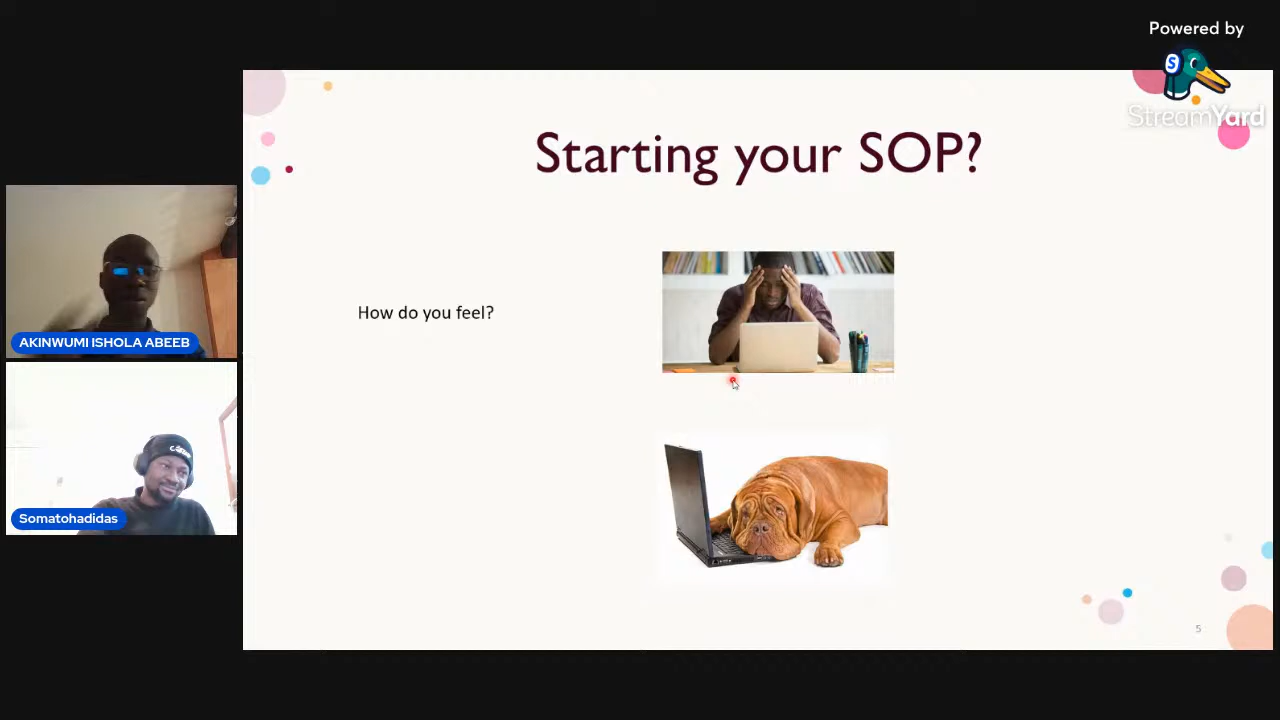 Powered by
StreamYard
Starting your SOP?
How do you feel?
AKINWUMI ISHOLA ABEEB
Somatohadidas
5